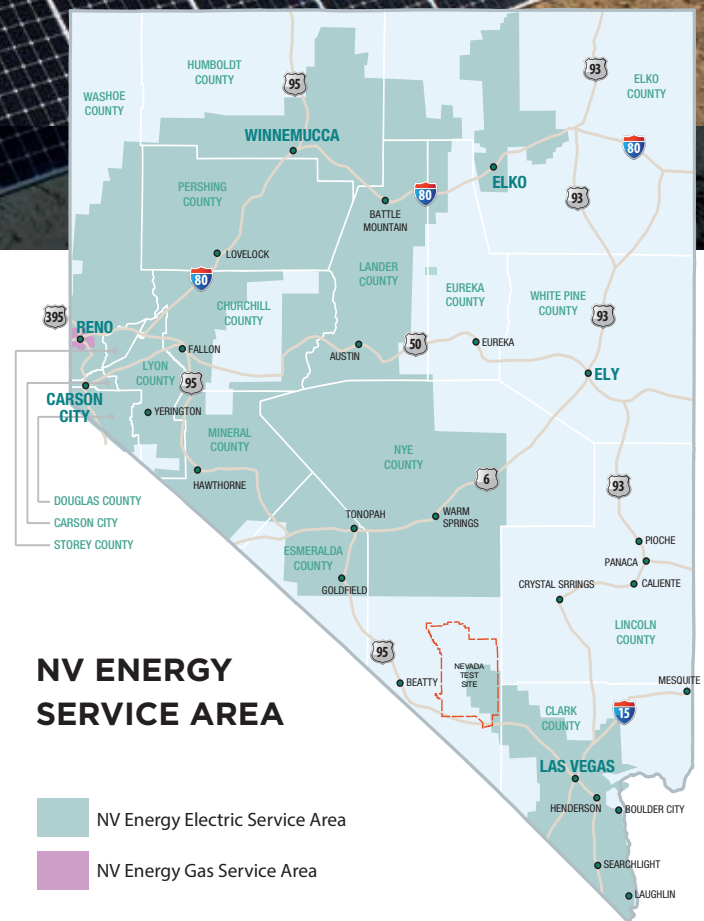 HUMBOLDT
COUNTY
95
93
ELKO
COUNTY
WASHOE
COUNTY
WINNEMUCCA
80
ELKO
PERSHING
COUNTY
80
93
BATTLE
MOUNTAIN
LOVELOCK
80
LANDER
COUNTY
EUREKA
COUNTY
WHITE PINE
COUNTY
CHURCHILL
COUNTY
395
RENO
93
FALLON
AUSTIN
50
EUREKA
LYON
COUNTY
95
ELY
CARSON
CITY
YERINGTON
MINERAL
COUNTY
NYE
COUNTY
HAWTHORNE
6
93
DOUGLAS COUNTY
CARSON CITY
STOREY COUNTY
TONOPAH
WARM
SPRINGS
PIOCHE
ESMERALDA
COUNTY
PANACA
GOLDFIELD
CRYSTAL SRRINGS
CALIENTE
LINCOLN
COUNTY
95
NEVADA
TEST
SITE
BEATTY
MESQUITE
NV ENERGY
SERVICE AREA
CLARK
COUNTY
15
LAS VEGAS
HENDERSON
BOULDER CITY
NV Energy Electric Service Area
NV Energy Gas Service Area
SEARCHLIGHT
LAUGHLIN